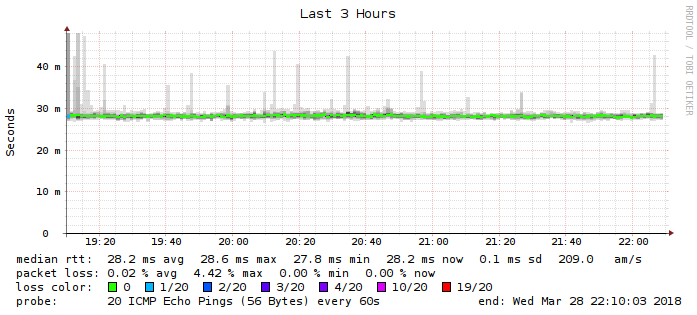 Last 3 Hours
RRDTOOL / TOBI OETIKER
Seconds
40 m
30 m
20 m
10 m
0
19:20 19:40 20:00 20:20 20:40 21:00 21:20 21:40 22:00
median rtt: 28.2 ms avg 28.6 ms max 27.8 ms min 28.2 ms now 0.1 ms sd 209.0 am/s
packet loss: 0.02 % avg 4.42 % max 0.00 % min 0.00 % now
loss color: 0 1/20 2/20 3/20 4/20 10/20 19/20
probe: 20 ICMP Echo Pings (56 Bytes) every 60s end: Wed Mar 28 22:10:03 2018